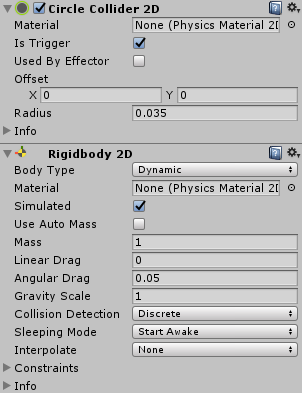 Circle Collider 2D
Material None (Physics Material 2D
Is Trigger
Used By Effector
Offset
X 0 Y 0
Radius 0.035
Info
Rigidbody 2D
Body Type Dynamic
Material None (Physics Material 2D
Simulated
Use Auto Mass
Mass 1
Linear Drag 0
Angular Drag 0.05
Gravity Scale 1
Collision Detection Discrete
Sleeping Mode Start Awake
Interpolate None
Constraints
Info